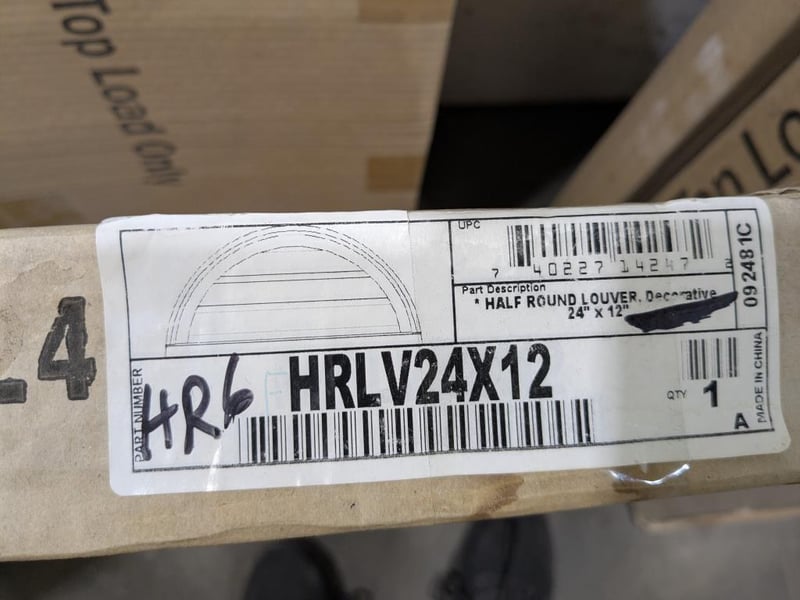 Top Load Only
Top LO
4
UPC
7 40227 14247 2
Part Description
* HALF ROUND LOUVER, Decorative
24" x 12"
092481C
PART NUMBER
HR6
HRLV24X12
QTY 1
A
MADE IN CHINA